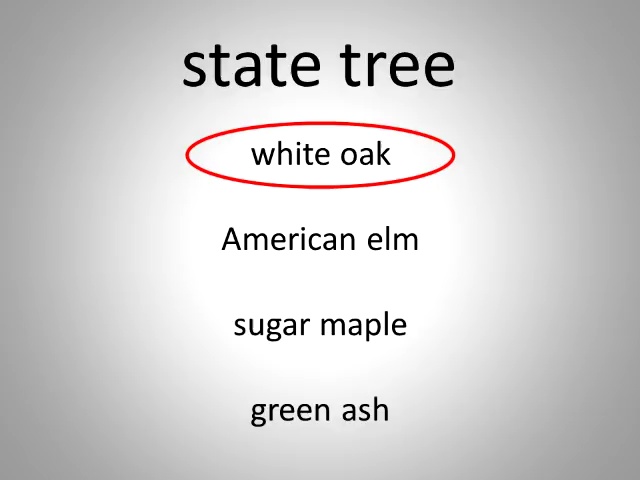 state tree
white oak
American elm
sugar maple
green ash